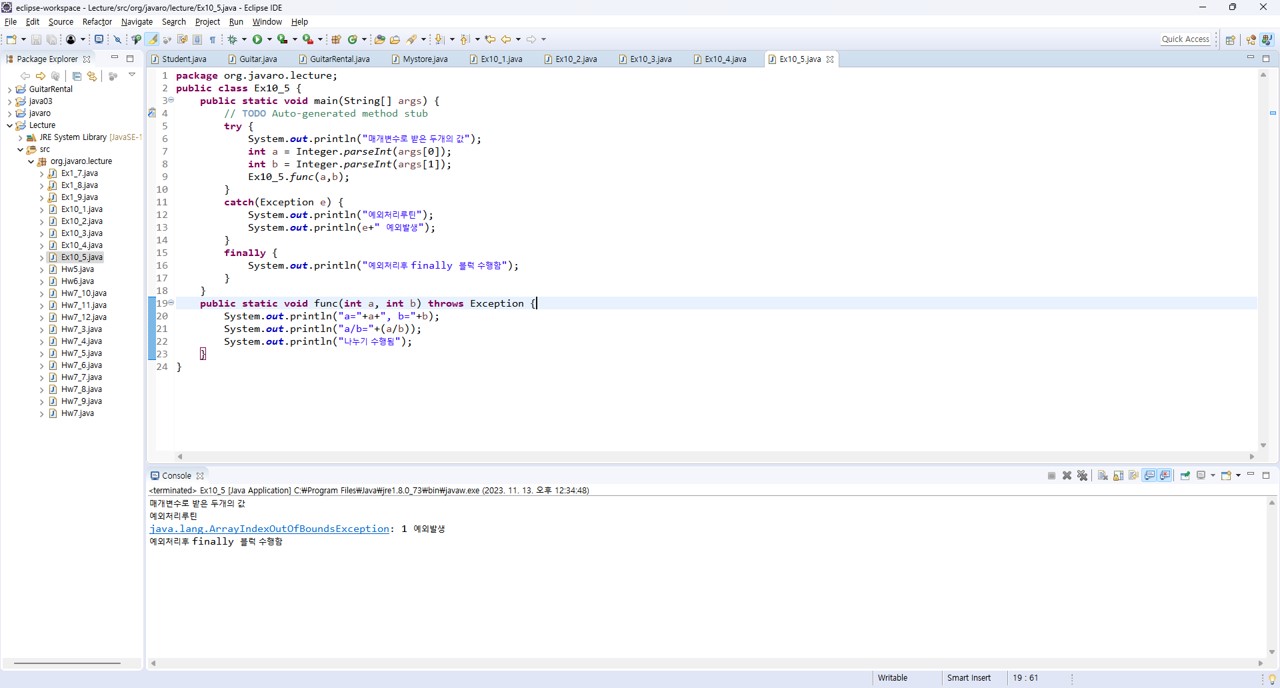 eclipse-workspace - Lecture/src/org/javaro/lecture/Ex10_5.java - Eclipse IDE
File Edit Source Refactor Navigate Search Project Run Window Help
Quick Access
Package Explorer
Student.java Guitar.java GuitarRental.java Mystore.java Ex10_1.java Ex10_2.java Ex10_3.java Ex10_4.java Ex10_5.java
GuitarRental
java03
javaro
Lecture
JRE System Library [JavaSE-1
src
org.javaro.lecture
Ex1_7.java
Ex1_8.java
Ex1_9.java
Ex10_1.java
Ex10_2.java
Ex10_3.java
Ex10_4.java
Ex10_5.java
Hw5.java
Hw6.java
Hw7_10.java
Hw7_11.java
Hw7_12.java
Hw7_3.java
Hw7_4.java
Hw7_5.java
Hw7_6.java
Hw7_7.java
Hw7_8.java
Hw7_9.java
Hw7.java
1 package org.javaro.lecture;
2 public class Ex10_5 {
3 public static void main(String[] args) {
4 // TODO Auto-generated method stub
5 try {
6 System.out.println("매개변수로 받은 두개의 값");
7 int a = Integer.parseInt(args[0]);
8 int b = Integer.parseInt(args[1]);
9 Ex10_5.func(a,b);
10 }
11 catch(Exception e) {
12 System.out.println("예외처리루틴");
13 System.out.println(e+" 예외발생");
14 }
15 finally {
16 System.out.println("예외처리후 finally 블럭 수행함");
17 }
18 }
19 public static void func(int a, int b) throws Exception {
20 System.out.println("a="+a+", b="+b);
21 System.out.println("a/b="+(a/b));
22 System.out.println("나누기 수행됨");
23 }
24 }
Console
<terminated> Ex10_5 [Java Application] C:₩Program Files₩Java₩jre1.8.0_73₩bin₩javaw.exe (2023. 11. 13. 오후 12:34:48)
매개변수로 받은 두개의 값
예외처리루틴
java.lang.ArrayIndexOutOfBoundsException: 1 예외발생
예외처리후 finally 블럭 수행함
Writable Smart Insert 19 : 61